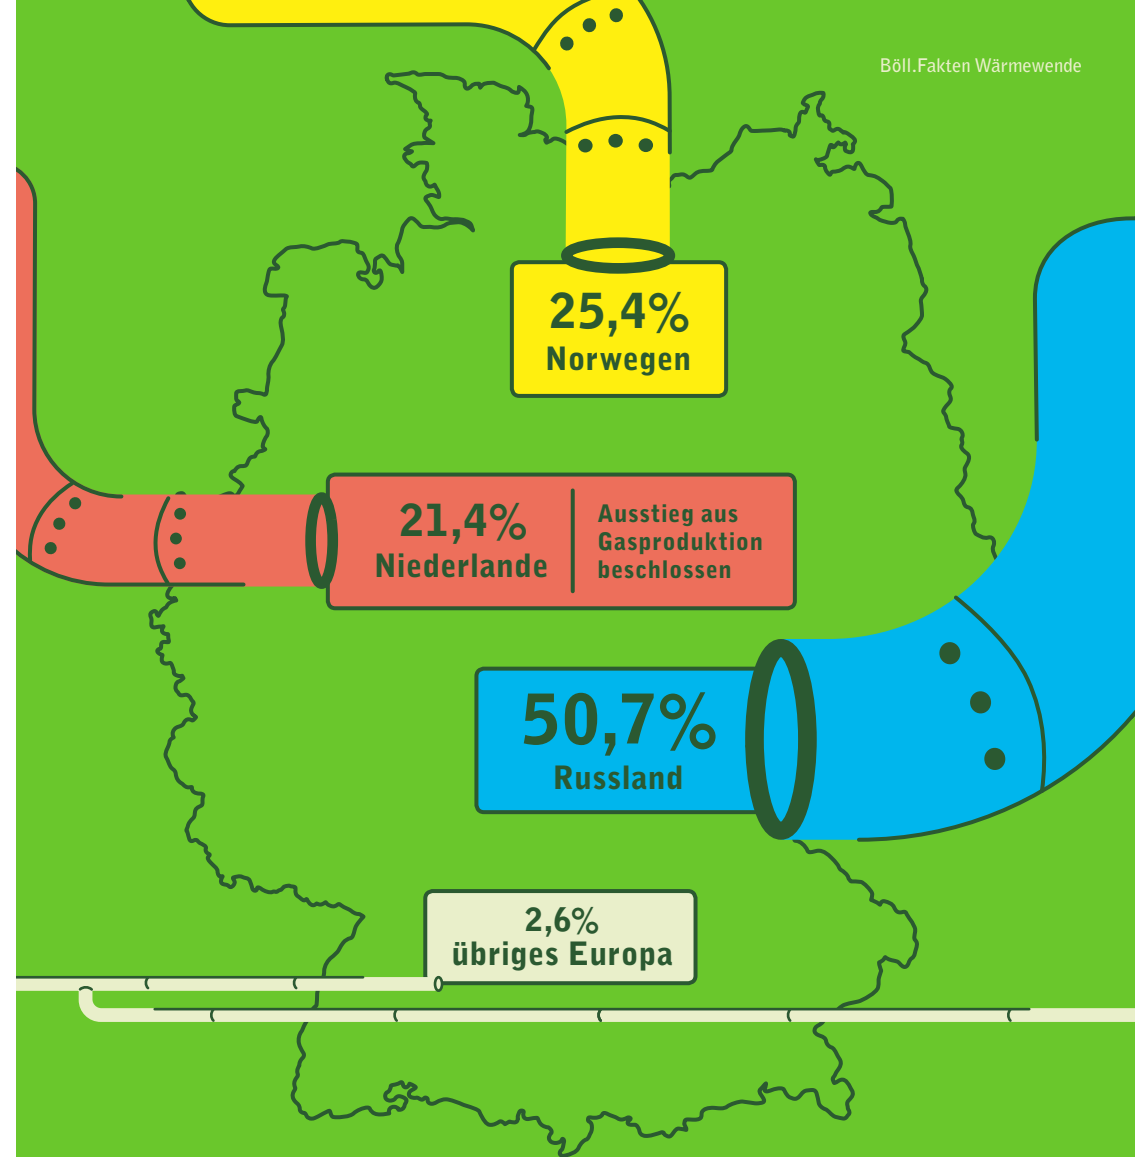 Böll.Fakten Wärmewende
25,4%
Norwegen
21,4%
Niederlande
Ausstieg aus
Gasproduktion
beschlossen
50,7%
Russland
2,6%
übriges Europa